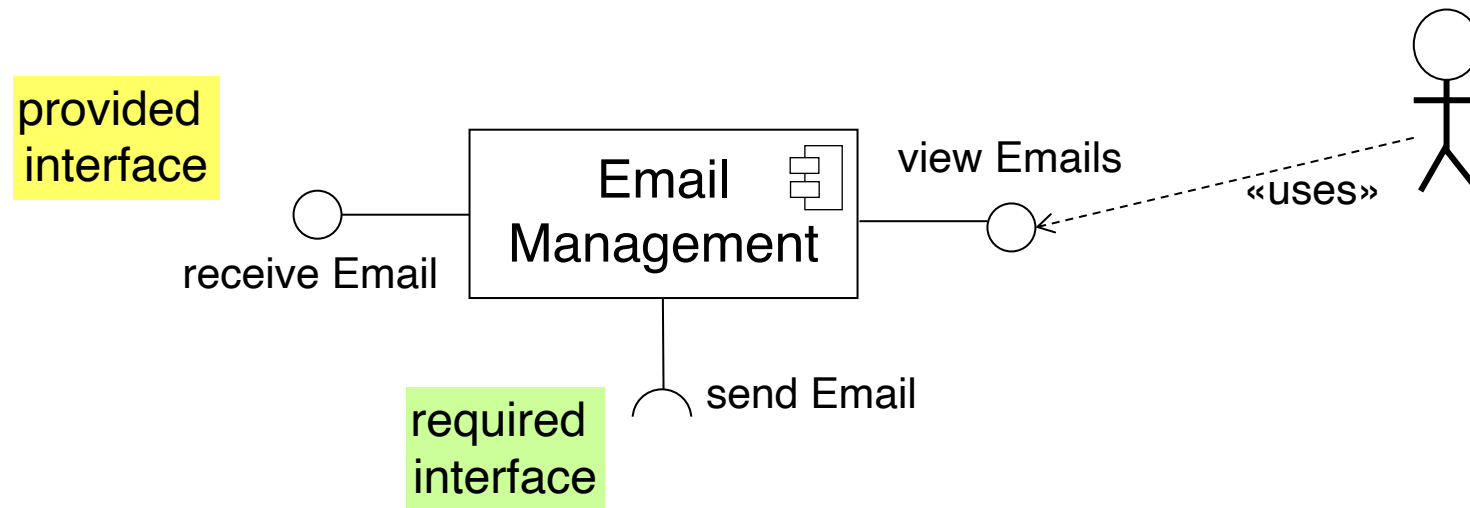 provided
interface
Email
Management
view Emails
«uses»
receive Email
send Email
required
interface